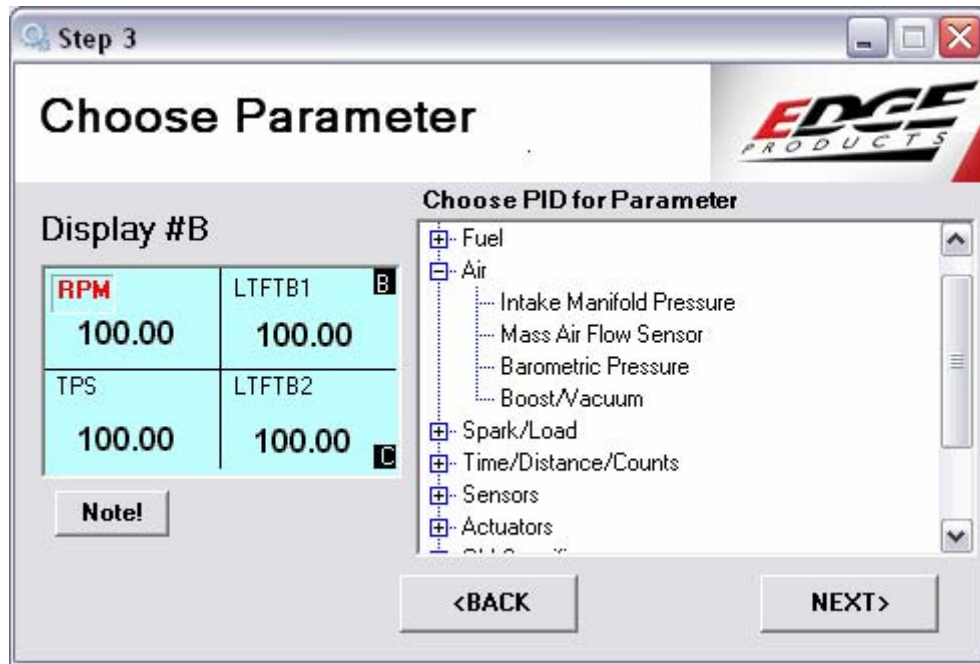 Step 3
Choose Parameter
EDGE
PRODUCTS
Display #B
RPM
100.00
LTFTB1
B
100.00
TPS
100.00
LTFTB2
100.00
C
Note!
Choose PID for Parameter
Fuel
Air
Intake Manifold Pressure
Mass Air Flow Sensor
Barometric Pressure
Boost/Vacuum
Spark/Load
Time/Distance/Counts
Sensors
Actuators
<BACK
NEXT>